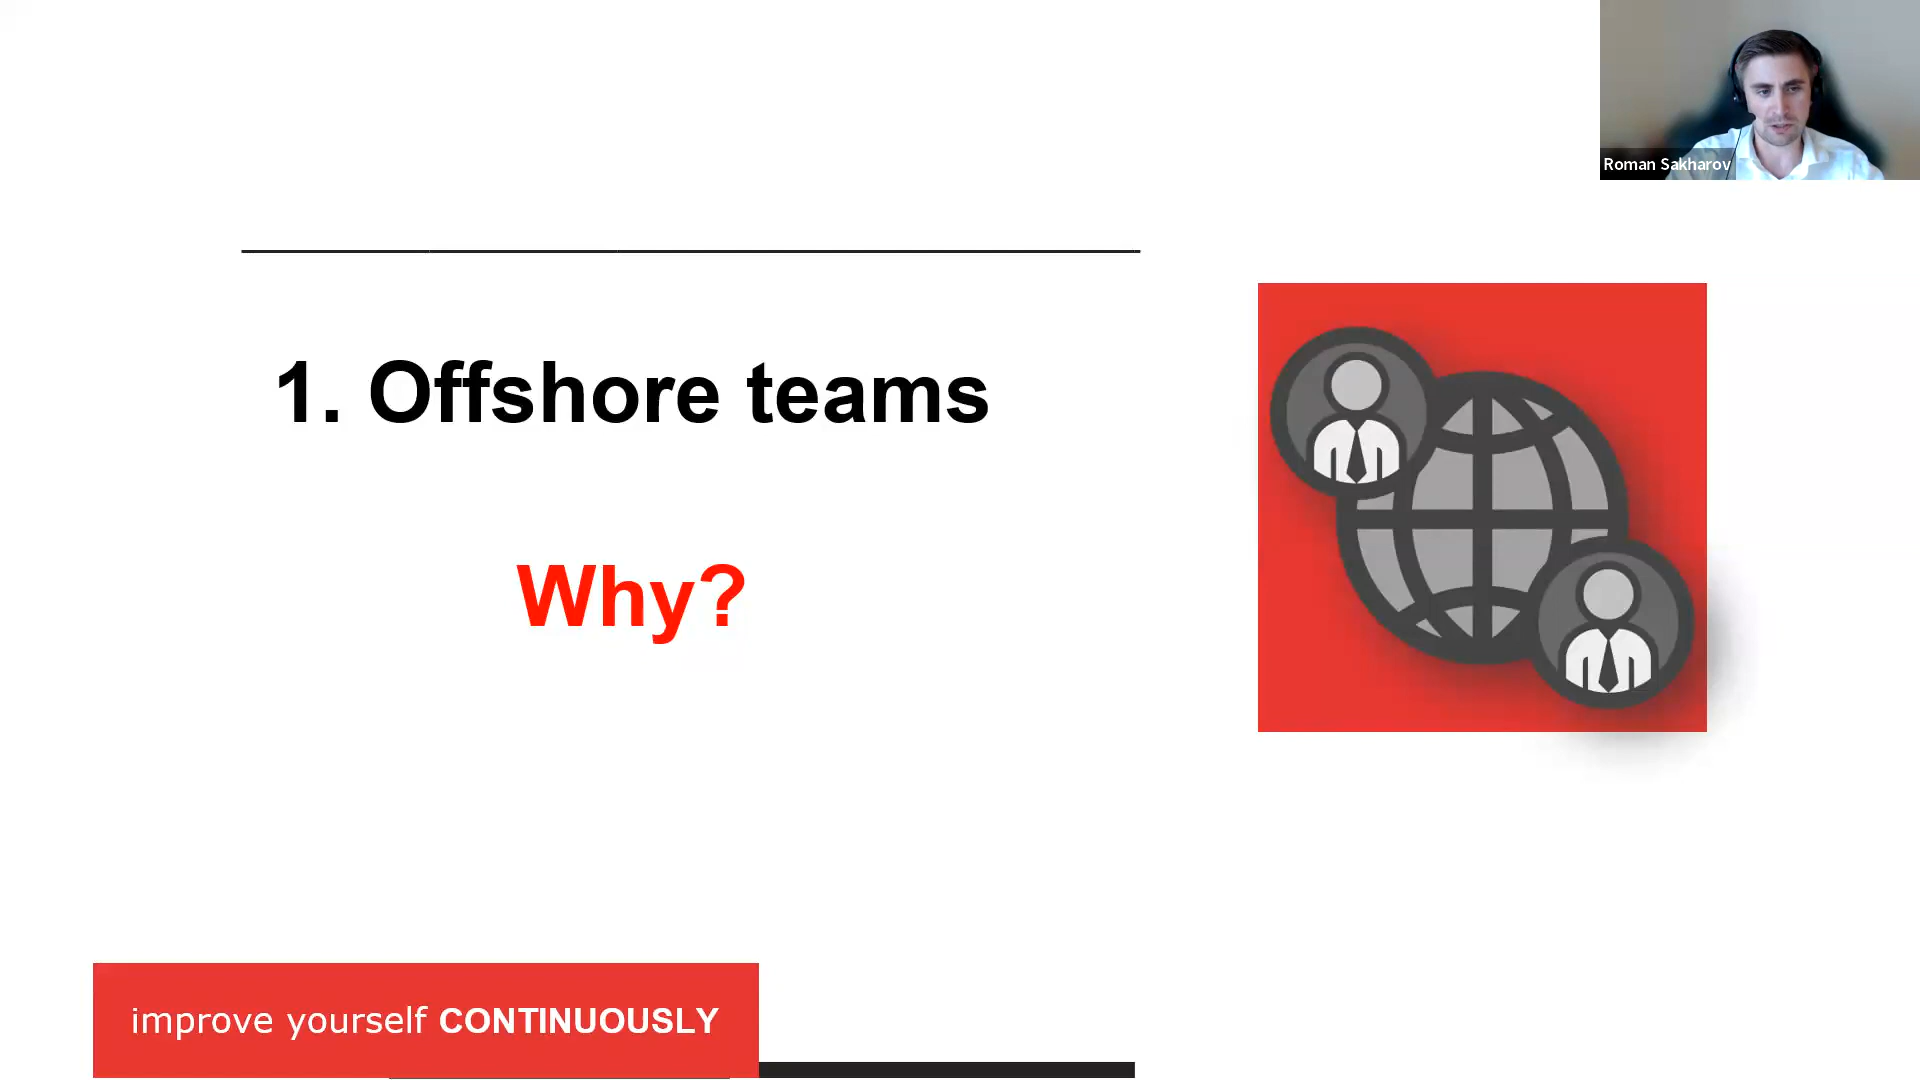 Roman Sakharov
1. Offshore teams
Why?
improve yourself CONTINUOUSLY